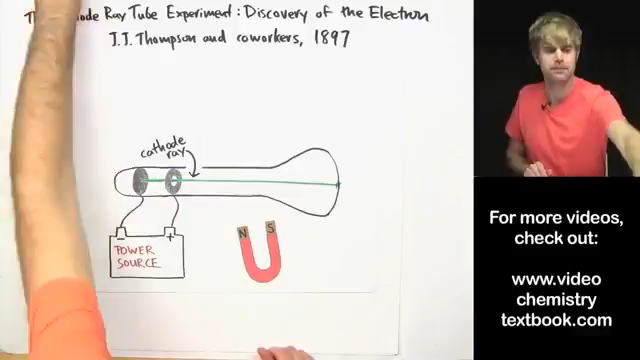 Ray Tube Experiment: Discovery of the Electron
J.J. Thompson and coworkers, 1897
cathode
ray
N S
- +
POWER
SOURCE
For more videos,
check out:
www.video
chemistry
textbook.com